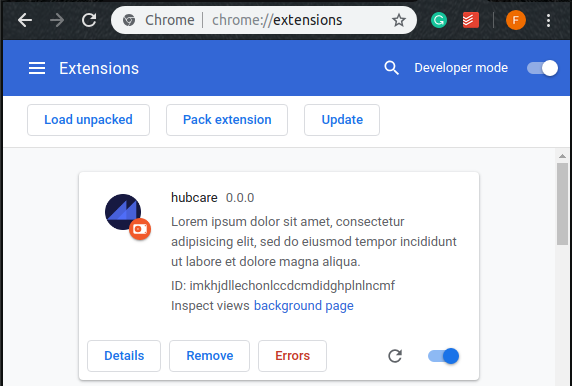 Chrome | chrome://extensions
F
Extensions
Developer mode
Load unpacked
Pack extension
Update
hubcare 0.0.0
Lorem ipsum dolor sit amet, consectetur
adipisicing elit, sed do eiusmod tempor incididunt
ut labore et dolore magna aliqua.
ID: imkhjdllechonlccdcmdidghplnlncmf
Inspect views background page
Details
Remove
Errors